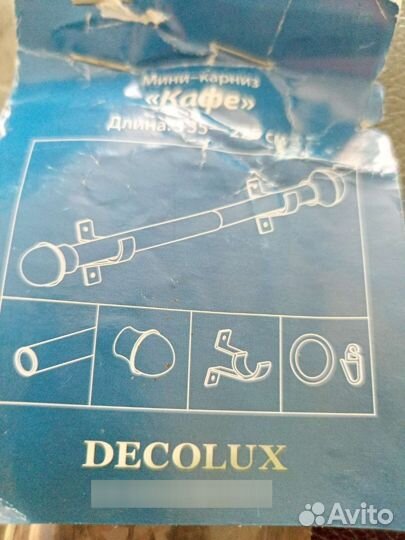 Мини-карниз
«Кафе»
Длина:
DECOLUX
Avito